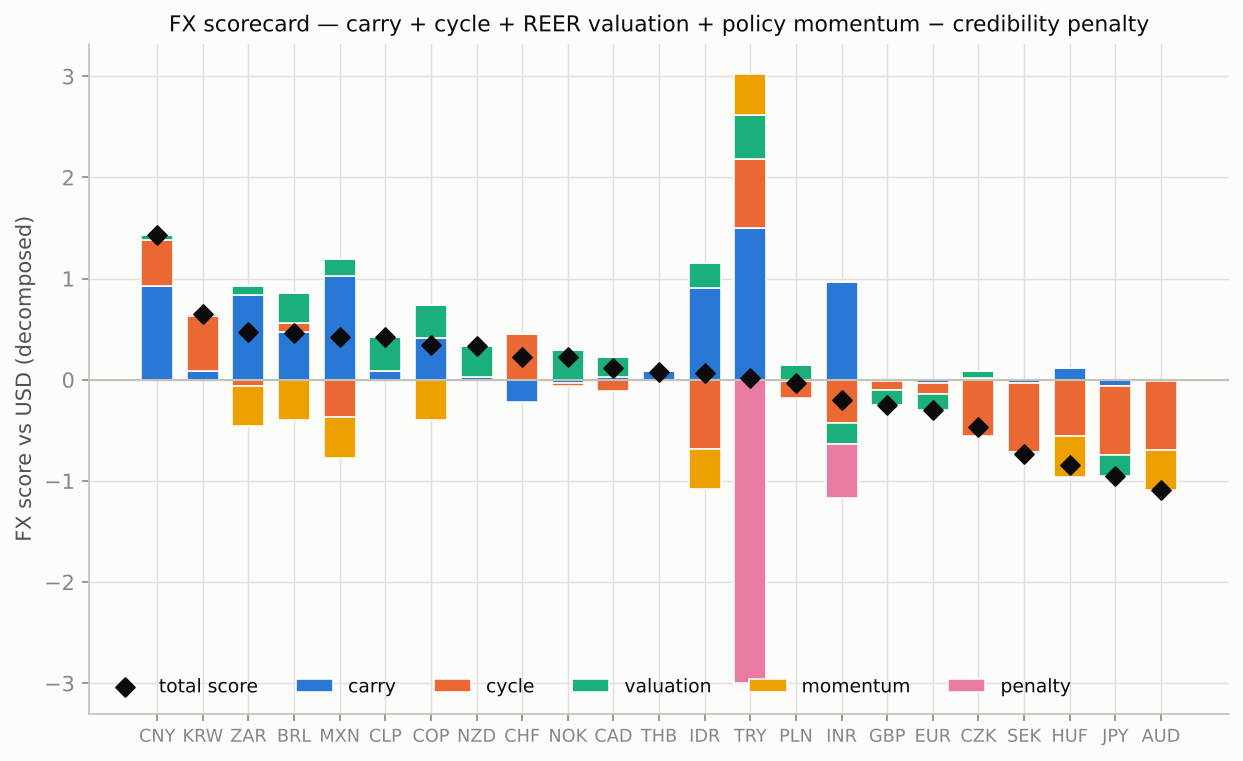 FX scorecard — carry + cycle + REER valuation + policy momentum − credibility penalty
FX score vs USD (decomposed)
3
2
1
0
−1
−2
−3
total score carry cycle valuation momentum penalty
CNY KRW ZAR BRL MXN CLP COP NZD CHF NOK CAD THB IDR TRY PLN INR GBP EUR CZK SEK HUF JPY AUD